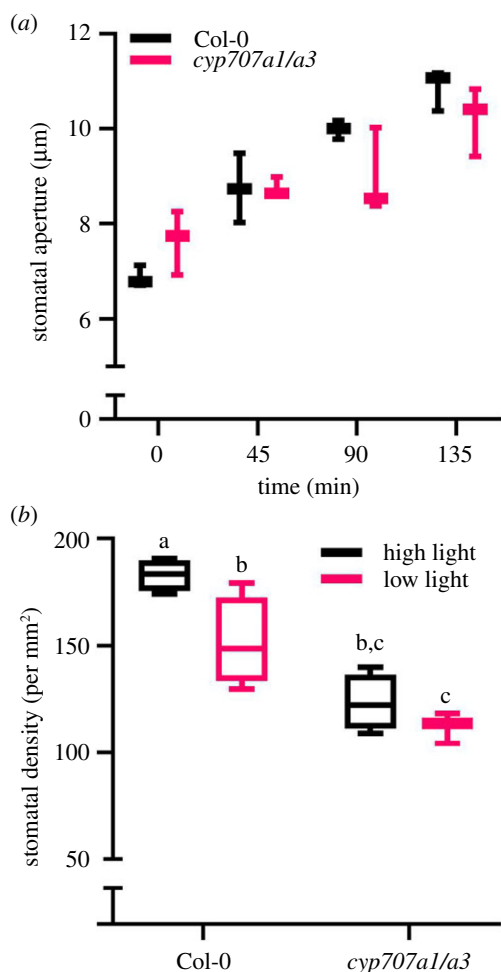 (a)
Col-0
cyp707a1/a3
12
10
8
6
0
stomatal aperture (µm)
0 45 90 135
time (min)
(b)
200
150
100
50
stomatal density (per mm²)
high light
low light
a
b
b,c
c
Col-0 cyp707a1/a3